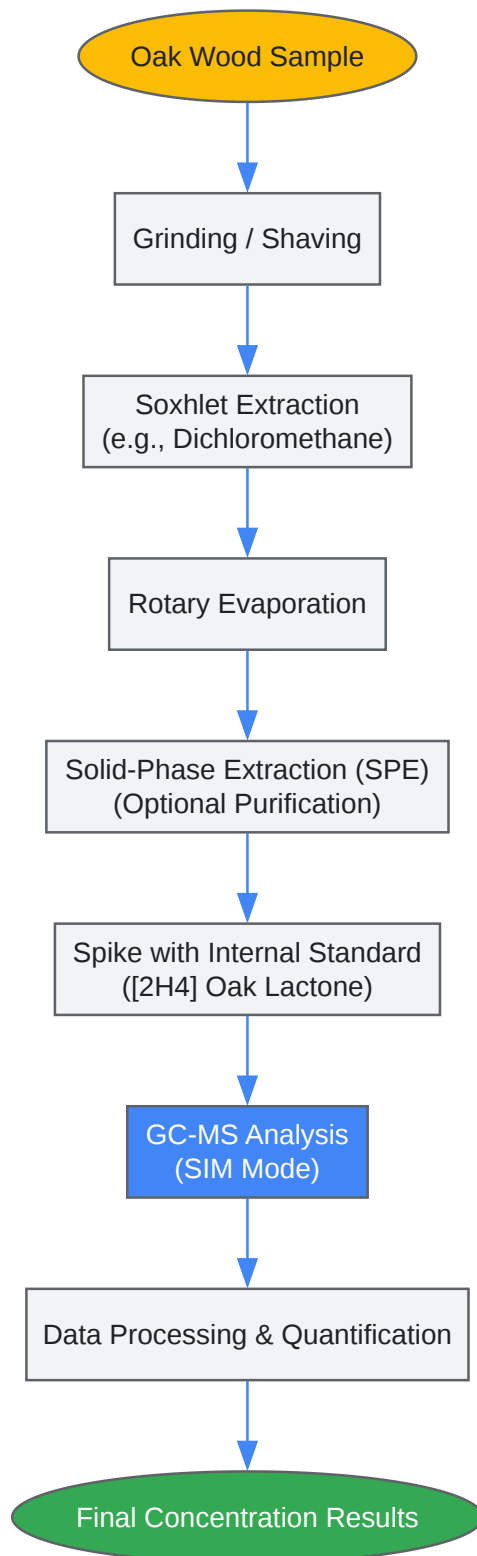 Oak Wood Sample
Grinding / Shaving
Soxhlet Extraction
(e.g., Dichloromethane)
Rotary Evaporation
Solid-Phase Extraction (SPE)
(Optional Purification)
Spike with Internal Standard
([2H4] Oak Lactone)
GC-MS Analysis
(SIM Mode)
Data Processing & Quantification
Final Concentration Results